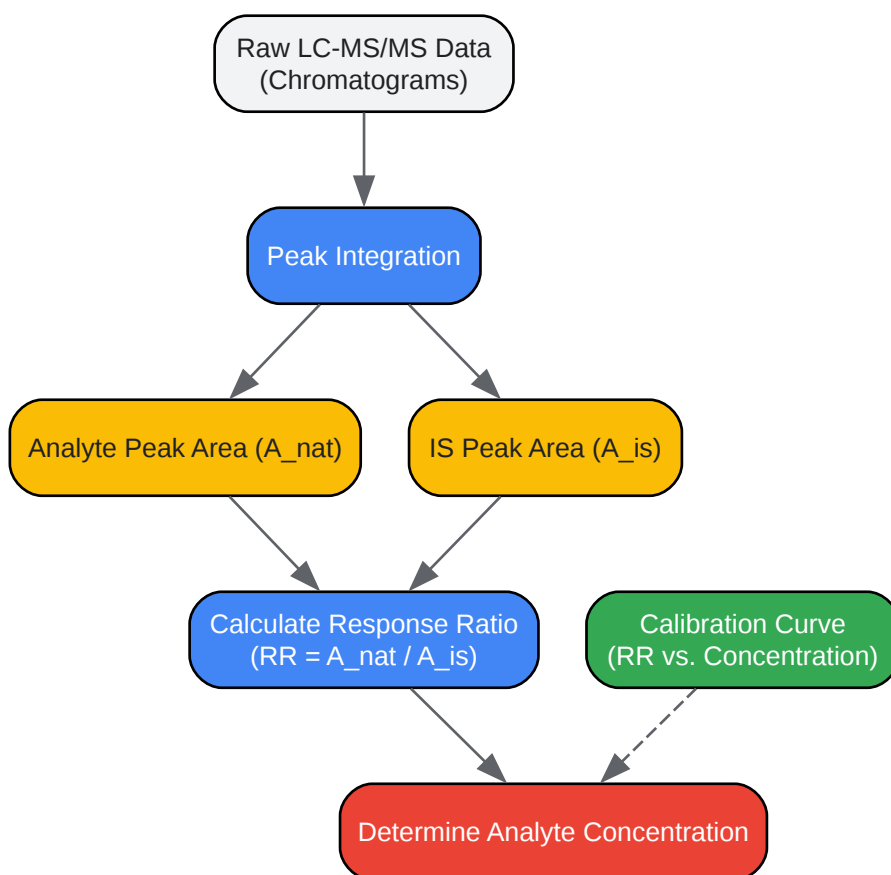 Raw LC-MS/MS Data
(Chromatograms)
Peak Integration
Analyte Peak Area (A_nat)
IS Peak Area (A_is)
Calculate Response Ratio
(RR = A_nat / A_is)
Calibration Curve
(RR vs. Concentration)
Determine Analyte Concentration